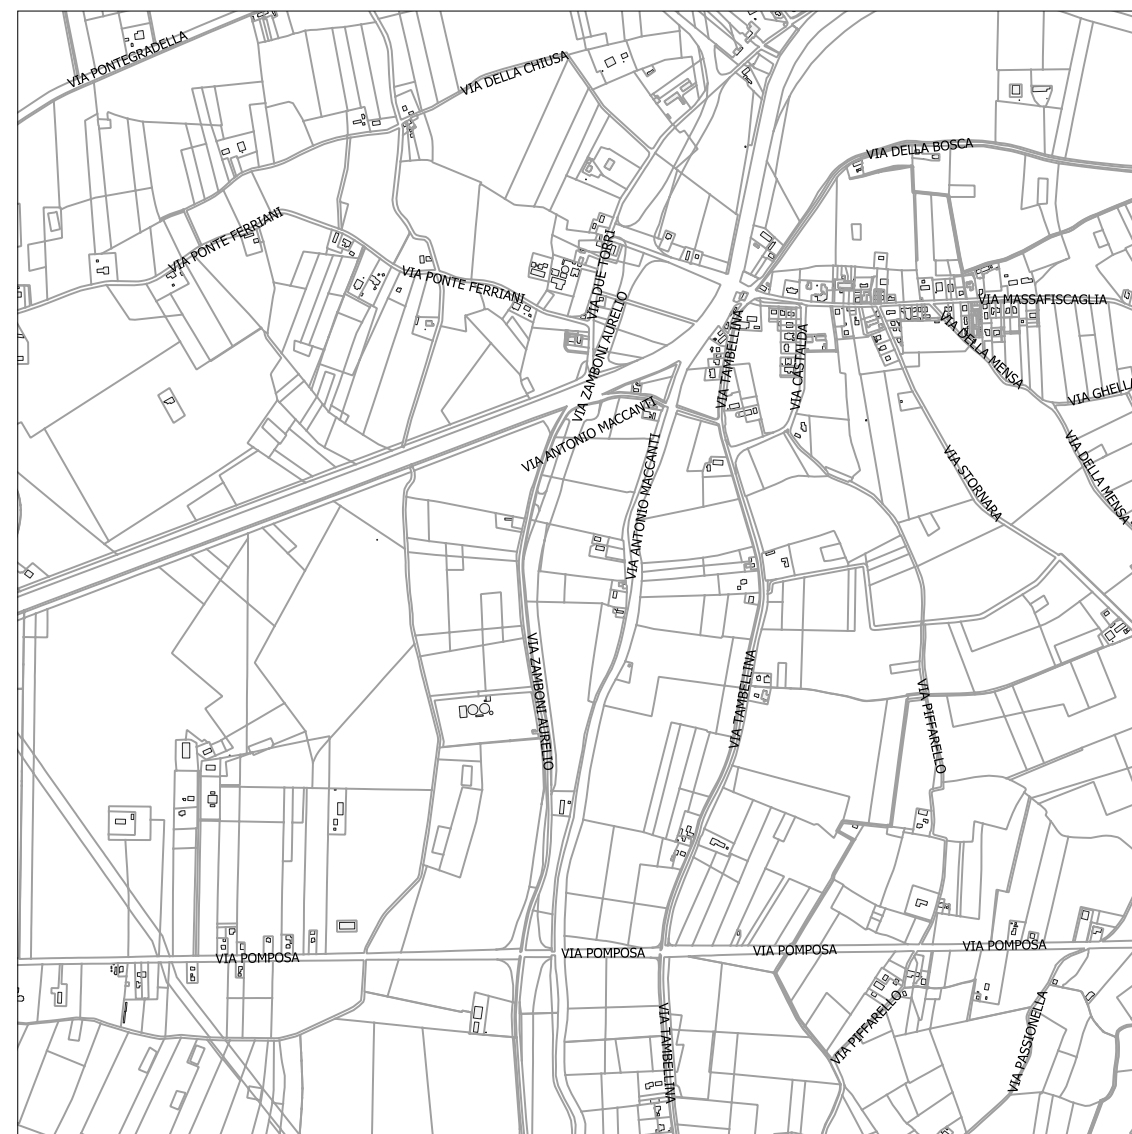 VIA PONTEGRADELLA
VIA DELLA CHIUSA
VIA DELLA BOSCA
VIA PONTE FERRIANI
VIA DUE TORRI
VIA PONTE FERRIANI
VIA MASSAFISCAGLIA
VIA ZAMBONI AURELIO
VIA TAMBELLINA
VIA CASTALDA
VIA DELLA MENSA
VIA GHELLA
VIA ANTONIO MACCANTI
VIA ANTONIO MACCANTI
VIA STORNARA
VIA DELLA MENSA
VIA ZAMBONI AURELIO
VIA TAMBELLINA
VIA PIFFARELLO
VIA POMPOSA
VIA POMPOSA
VIA POMPOSA
VIA POMPOSA
VIA TAMBELLINA
VIA PIFFARELLO
VIA PASSIONELLA